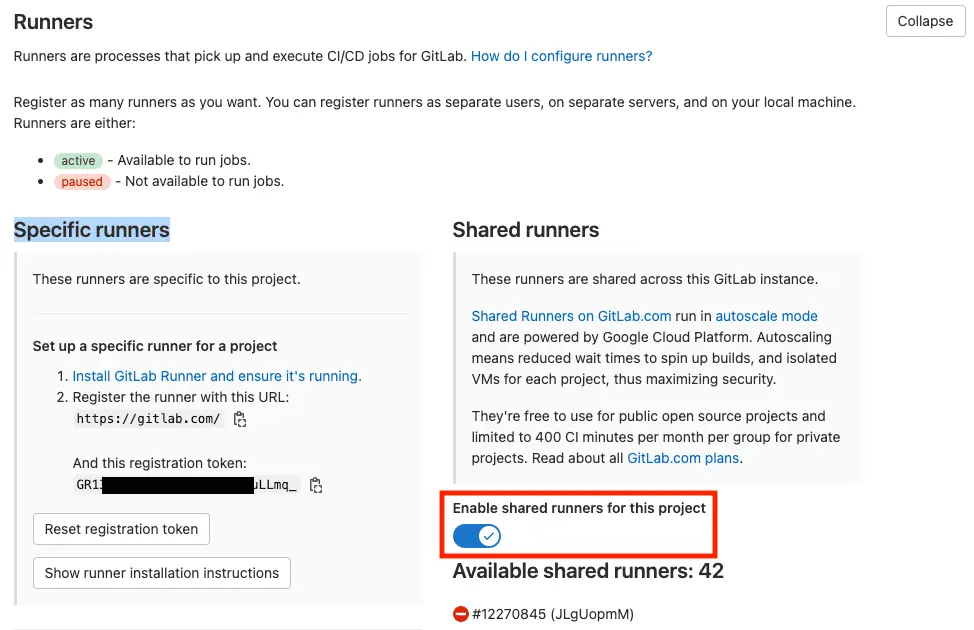 Runners
Collapse
Runners are processes that pick up and execute CI/CD jobs for GitLab. How do I configure runners?
Register as many runners as you want. You can register runners as separate users, on separate servers, and on your local machine.
Runners are either:
active - Available to run jobs.
paused - Not available to run jobs.
Specific runners
These runners are specific to this project.
Set up a specific runner for a project
1. Install GitLab Runner and ensure it's running.
2. Register the runner with this URL:
https://gitlab.com/
And this registration token:
Reset registration token
Show runner installation instructions
Shared runners
These runners are shared across this GitLab instance.
Shared Runners on GitLab.com run in autoscale mode
and are powered by Google Cloud Platform. Autoscaling
means reduced wait times to spin up builds, and isolated
VMs for each project, thus maximizing security.
They're free to use for public open source projects and
limited to 400 CI minutes per month per group for private
projects. Read about all GitLab.com plans.
Enable shared runners for this project
Available shared runners: 42
#12270845 (JLgUopmM)